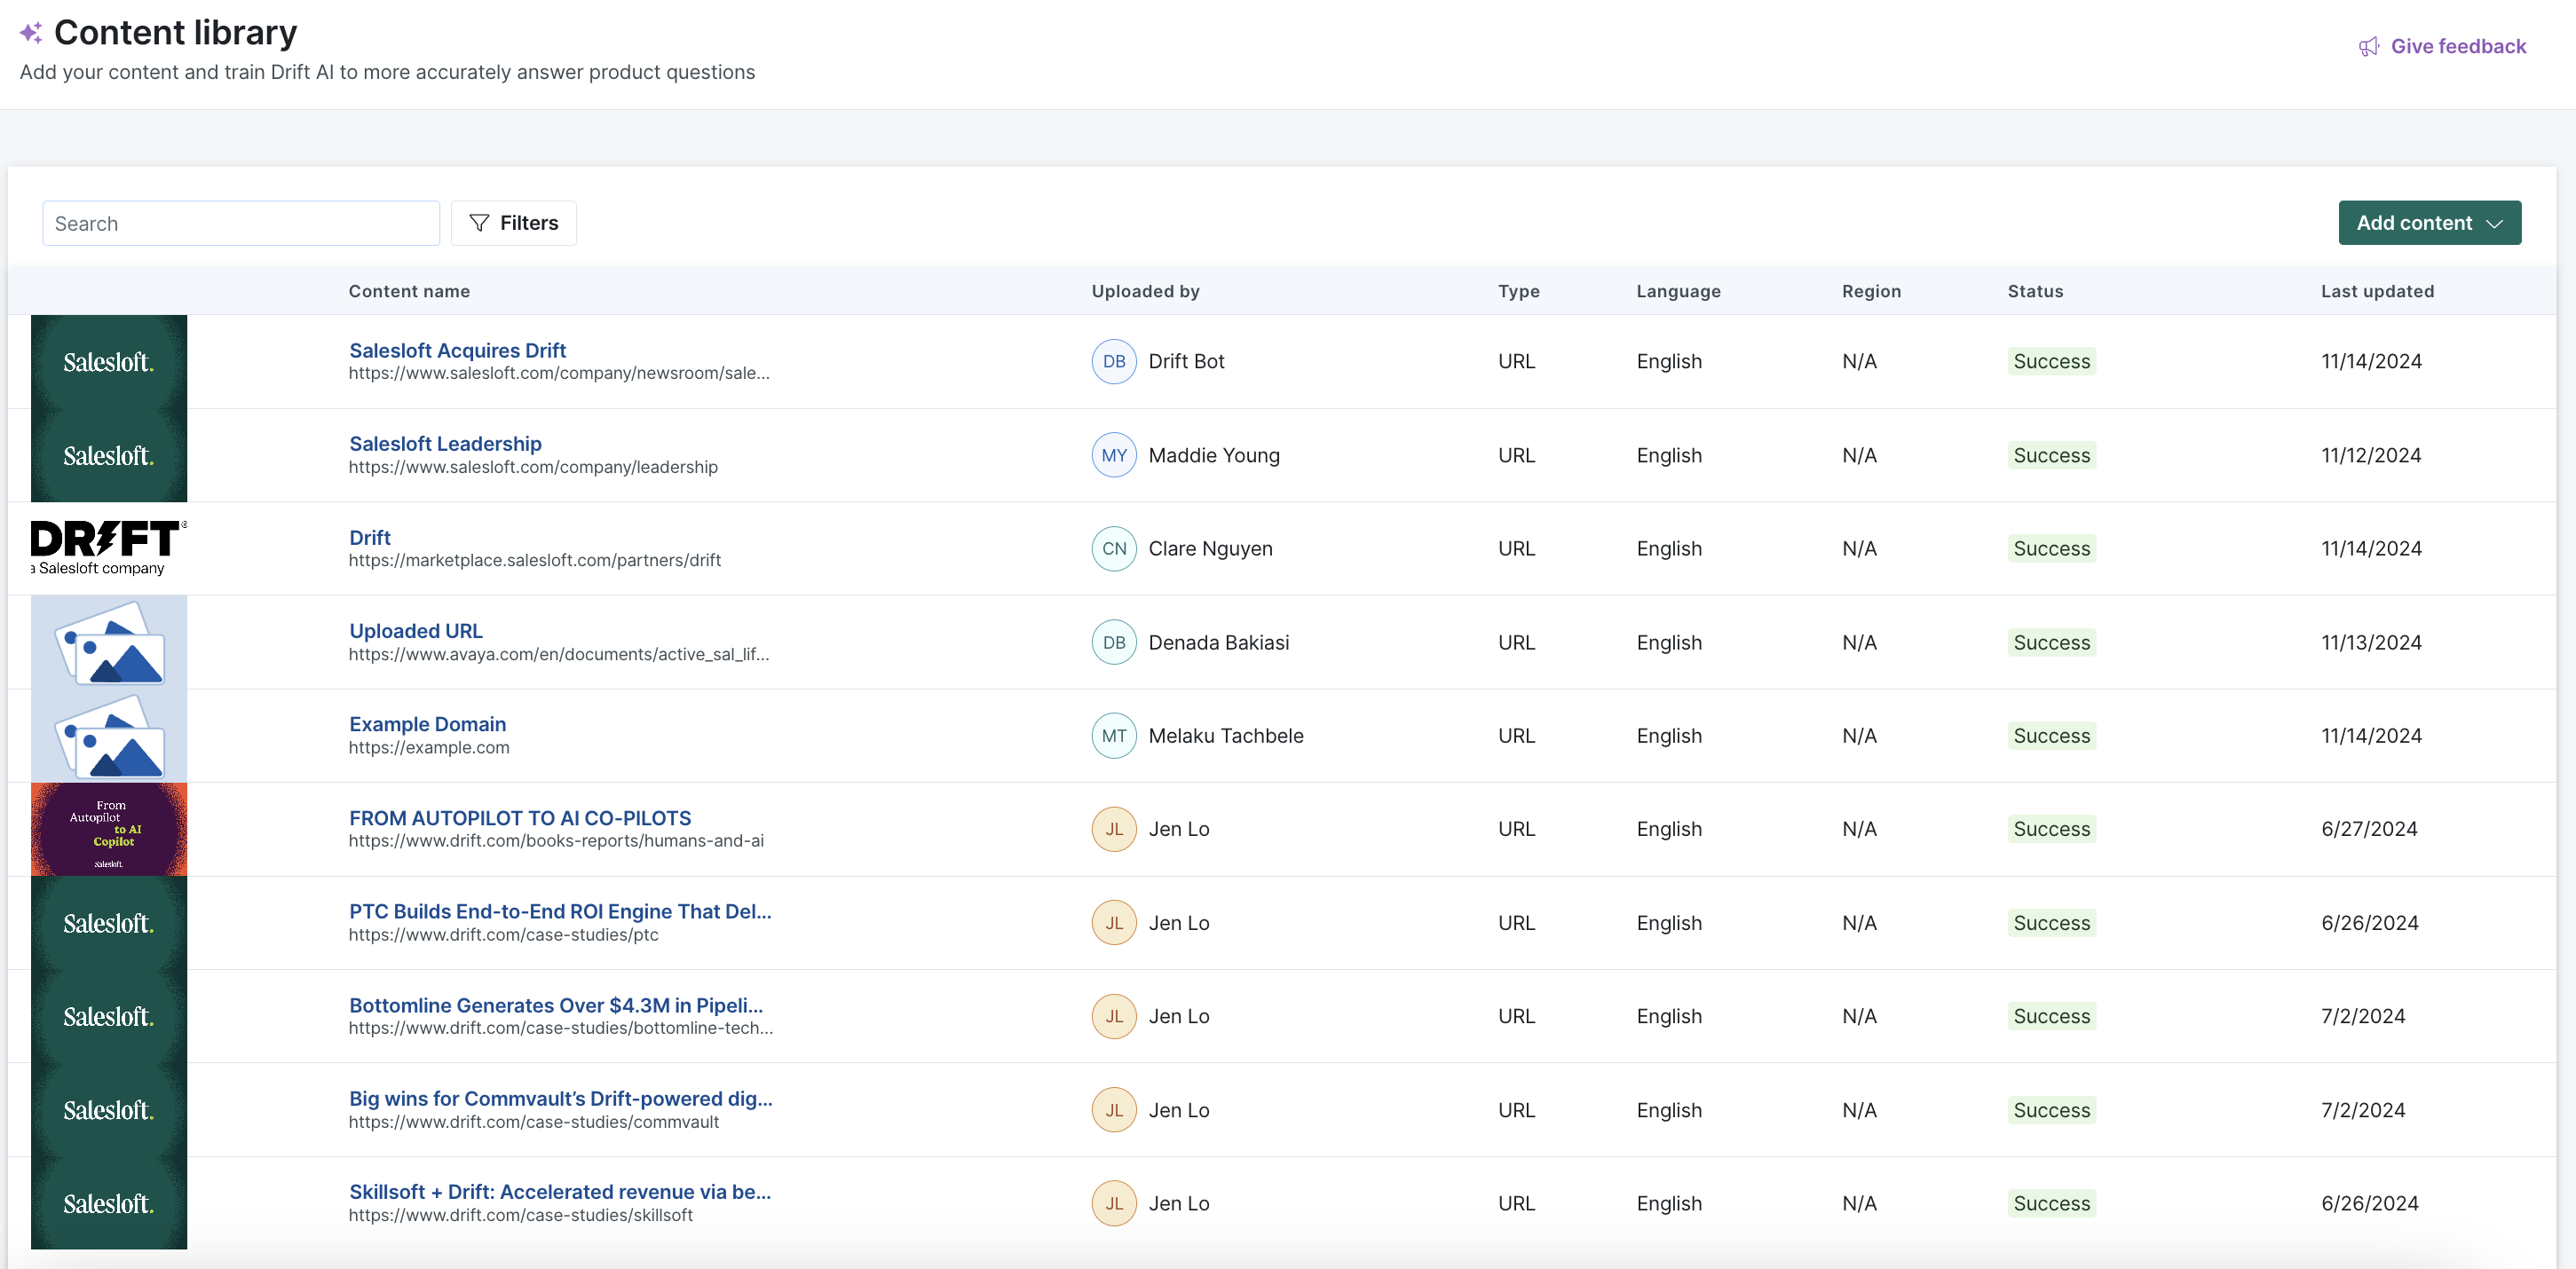 Content library
Give feedback
Add your content and train Drift AI to more accurately answer product questions
Search
Filters
Add content
Content name Uploaded by Type Language Region Status Last updated
Salesloft.
Salesloft Acquires Drift
https://www.salesloft.com/company/newsroom/sale...
DB Drift Bot URL English N/A Success 11/14/2024
Salesloft.
Salesloft Leadership
https://www.salesloft.com/company/leadership
MY Maddie Young URL English N/A Success 11/12/2024
DRIFT®
a Salesloft company
Drift
https://marketplace.salesloft.com/partners/drift
CN Clare Nguyen URL English N/A Success 11/14/2024
Uploaded URL
https://www.avaya.com/en/documents/active_sal_lif...
DB Denada Bakiasi URL English N/A Success 11/13/2024
Example Domain
https://example.com
MT Melaku Tachbele URL English N/A Success 11/14/2024
From
Autopilot
to AI
Copilot
Salesloft.
FROM AUTOPILOT TO AI CO-PILOTS
https://www.drift.com/books-reports/humans-and-ai
JL Jen Lo URL English N/A Success 6/27/2024
Salesloft.
PTC Builds End-to-End ROI Engine That Del...
https://www.drift.com/case-studies/ptc
JL Jen Lo URL English N/A Success 6/26/2024
Salesloft.
Bottomline Generates Over $4.3M in Pipeli...
https://www.drift.com/case-studies/bottomline-tech...
JL Jen Lo URL English N/A Success 7/2/2024
Salesloft.
Big wins for Commvault’s Drift-powered dig...
https://www.drift.com/case-studies/commvault
JL Jen Lo URL English N/A Success 7/2/2024
Salesloft.
Skillsoft + Drift: Accelerated revenue via be...
https://www.drift.com/case-studies/skillsoft
JL Jen Lo URL English N/A Success 6/26/2024